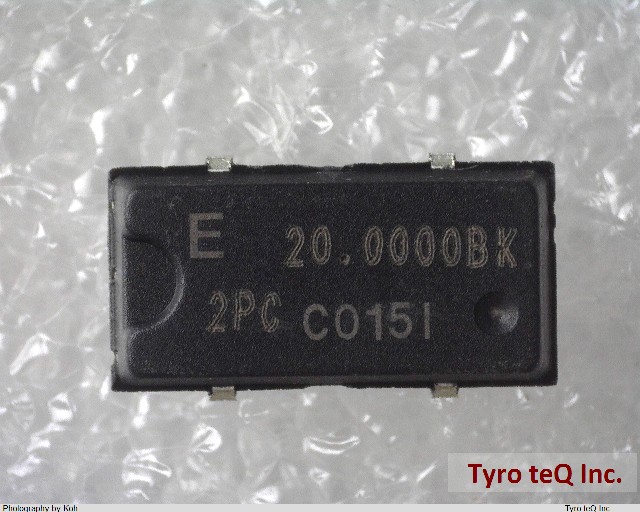 E 20.0000BK
2PC C015I
Tyro teQ Inc.
Photography by Koh
Tyro teQ Inc.